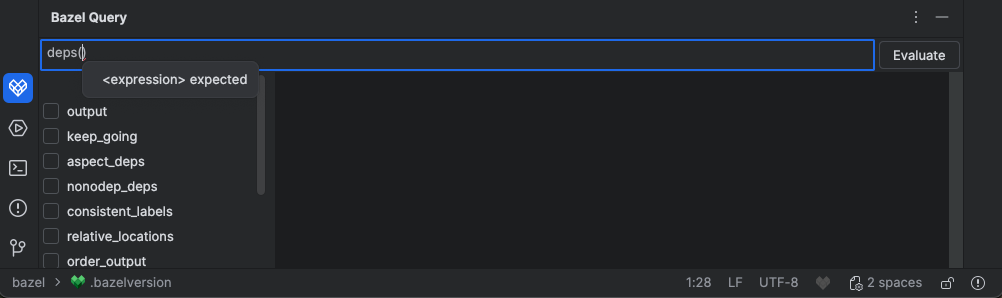 Bazel Query
deps()
Evaluate
<expression> expected
output
keep_going
aspect_deps
nonodep_deps
consistent_labels
relative_locations
order_output
bazel > .bazelversion 1:28 LF UTF-8 2 spaces